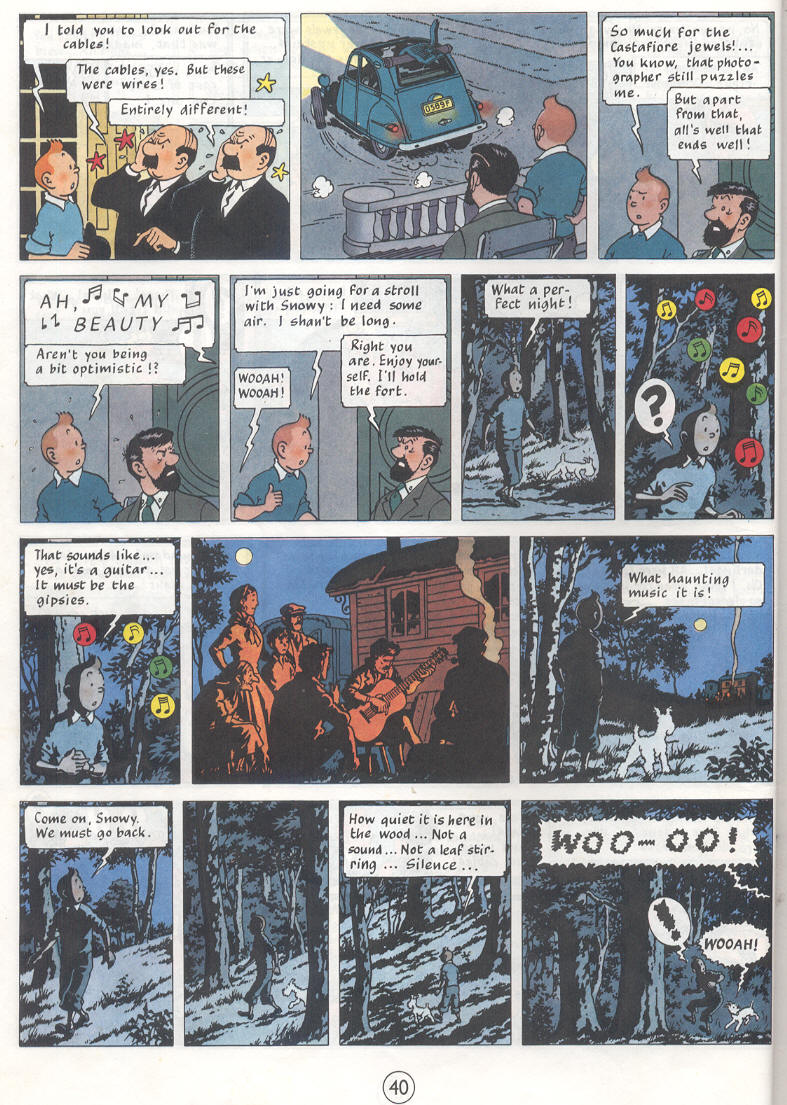 I told you to look out for the
cables!
The cables, yes. But these
were wires!
Entirely different!
0589F
So much for the
Castafiore jewels!...
You know, that photo-
grapher still puzzles
me.
But apart
from that,
all's well that
ends well!
AH, MY
BEAUTY
Aren't you being
a bit optimistic!?
I'm just going for a stroll
with Snowy: I need some
air. I shan't be long.
WOOAH!
WOOAH!
Right you
are. Enjoy your-
self. I'll hold
the fort.
What a per-
fect night!
?
That sounds like...
yes, it's a guitar...
It must be the
gipsies.
What haunting
music it is!
Come on, Snowy.
We must go back.
How quiet it is here in
the wood... Not a
sound... Not a leaf stir-
ring ... Silence...
WOO-OO!
!
WOOAH!
40